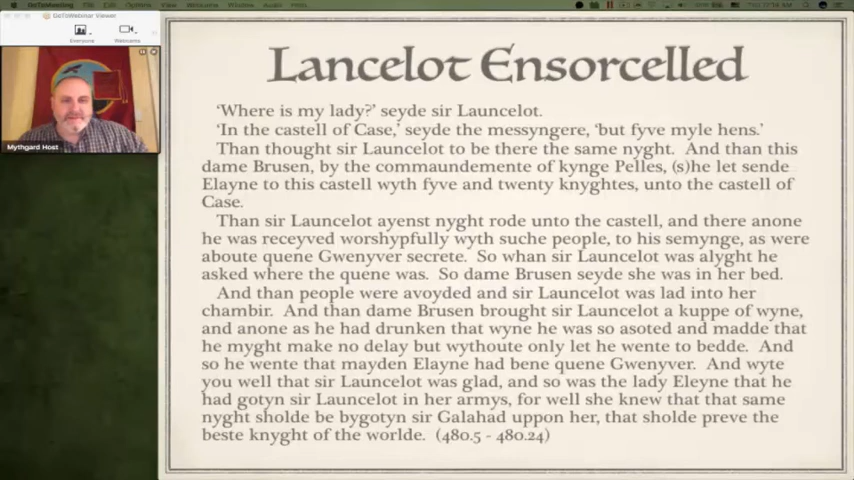 GoToWebinar Viewer
Everyone
Webcams
Mythgard Host
Lancelot Ensorcelled
‘Where is my lady?’ seyde sir Launcelot.
‘In the castell of Case,’ seyde the messyngere, ‘but fyve myle hens.’
Than thought sir Launcelot to be there the same nyght. And than this
dame Brusen, by the commaundemente of kynge Pelles, (s)he let sende
Elayne to this castell wyth fyve and twenty knyghtes, unto the castell of
Case.
Than sir Launcelot ayenst nyght rode unto the castell, and there anone
he was receyved worshypfully wyth suche people, to his semynge, as were
aboute quene Gwenyver secrete. So whan sir Launcelot was alyght he
asked where the quene was. So dame Brusen seyde she was in her bed.
And than people were avoyded and sir Launcelot was lad into her
chambir. And than dame Brusen brought sir Launcelot a kuppe of wyne,
and anone as he had drunken that wyne he was so asoted and madde that
he myght make no delay but wythoute only let he wente to bedde. And
so he wente that mayden Elayne had bene quene Gwenyver. And wyte
you well that sir Launcelot was glad, and so was the lady Eleyne that he
had gotyn sir Launcelot in her armys, for well she knew that that same
nyght sholde be bygotyn sir Galahad uppon her, that sholde preve the
beste knyght of the worlde. (480.5 - 480.24)